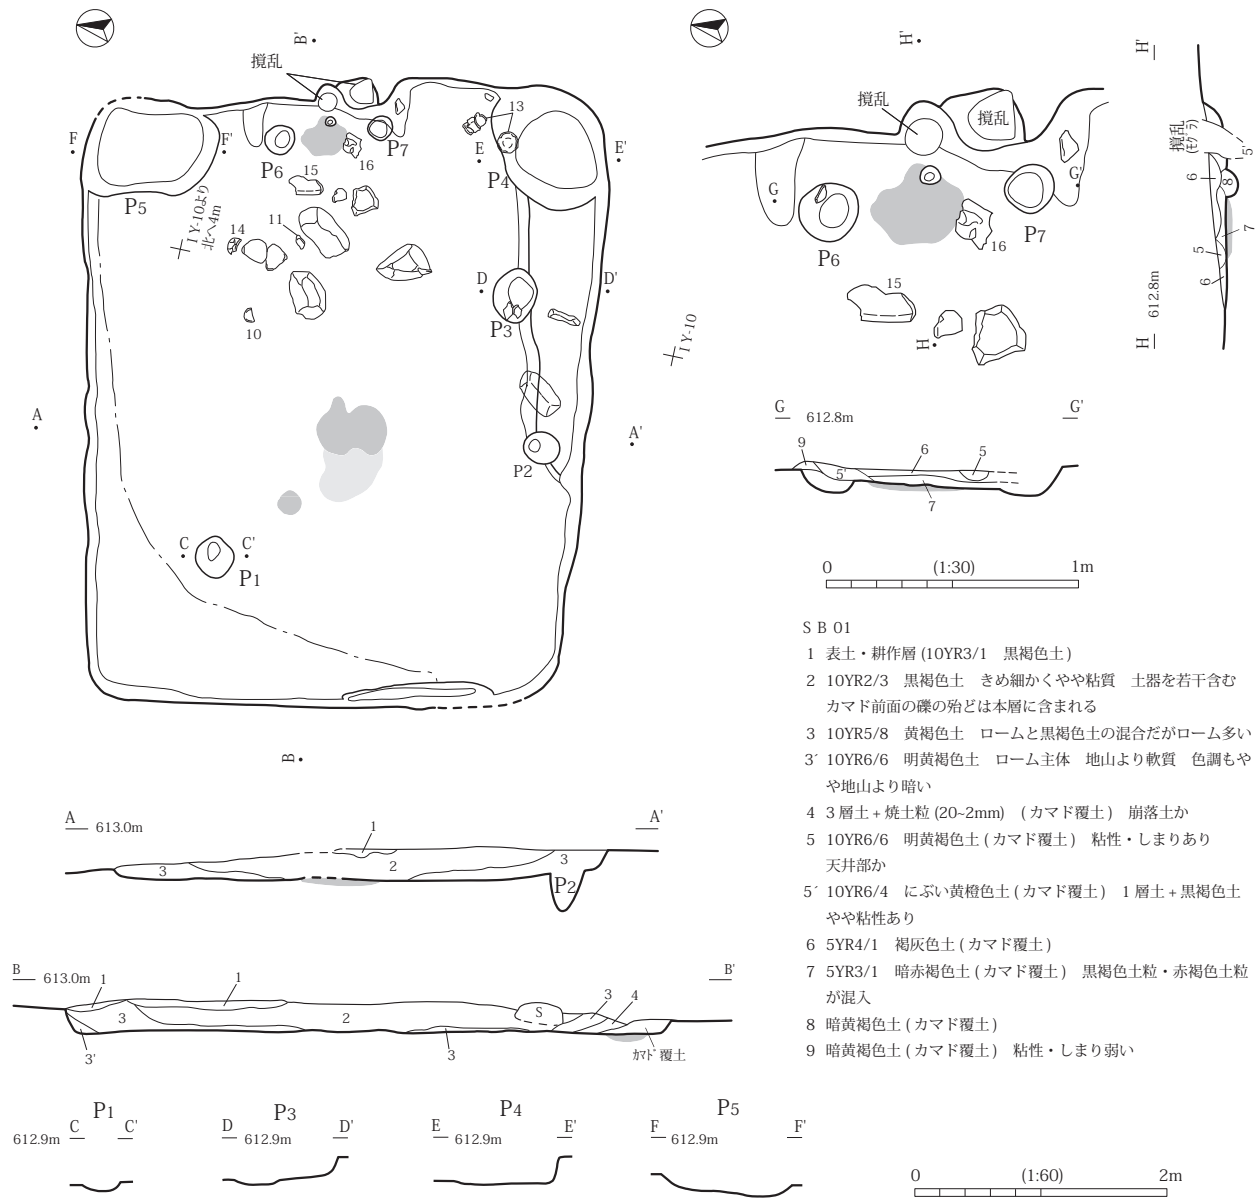 B'
撹乱
13
F
F'
E
E'
P6
P7
16
P4
P5
15
I Y-10より
北へ4m
11
14
D
D'
P3
10
I Y-10
A
A'
P2
C
C'
P1
B
H'
撹乱
撹乱
G
G'
P6
P7
16
15
H
H'
撹乱
(ﾓｸﾞﾗ)
5'
6
8
7
5
6
612.8m
H
G
612.8m
G'
9
5'
6
5
7
0
(1:30)
1m
ＳＢ 01
1 表土・耕作層 (10YR3/1　黒褐色土 )
2 10YR2/3　黒褐色土　きめ細かくやや粘質　土器を若干含む
カマド前面の礫の殆どは本層に含まれる
3 10YR5/8　黄褐色土　ロームと黒褐色土の混合だがローム多い
3´ 10YR6/6　明黄褐色土　ローム主体　地山より軟質　色調もや
や地山より暗い
4 3 層土 + 焼土粒 (20~2mm)　( カマド覆土 )　崩落土か
5 10YR6/6　明黄褐色土 ( カマド覆土 )　粘性・しまりあり
天井部か
5´ 10YR6/4　にぶい黄橙色土 ( カマド覆土 )　1 層土 + 黒褐色土
やや粘性あり
6 5YR4/1　褐灰色土 ( カマド覆土 )
7 5YR3/1　暗赤褐色土 ( カマド覆土 )　黒褐色土粒・赤褐色土粒
が混入
8 暗黄褐色土 ( カマド覆土 )
9 暗黄褐色土 ( カマド覆土 )　粘性・しまり弱い
A
613.0m
A'
1
3
2
3
P2
B
613.0m
B'
1
1
3
2
S
3
4
3'
3
ｶﾏﾄﾞ覆土
P1
C
C'
612.9m
P3
D
D'
612.9m
P4
E
E'
612.9m
P5
F
F'
612.9m
0
(1:60)
2m